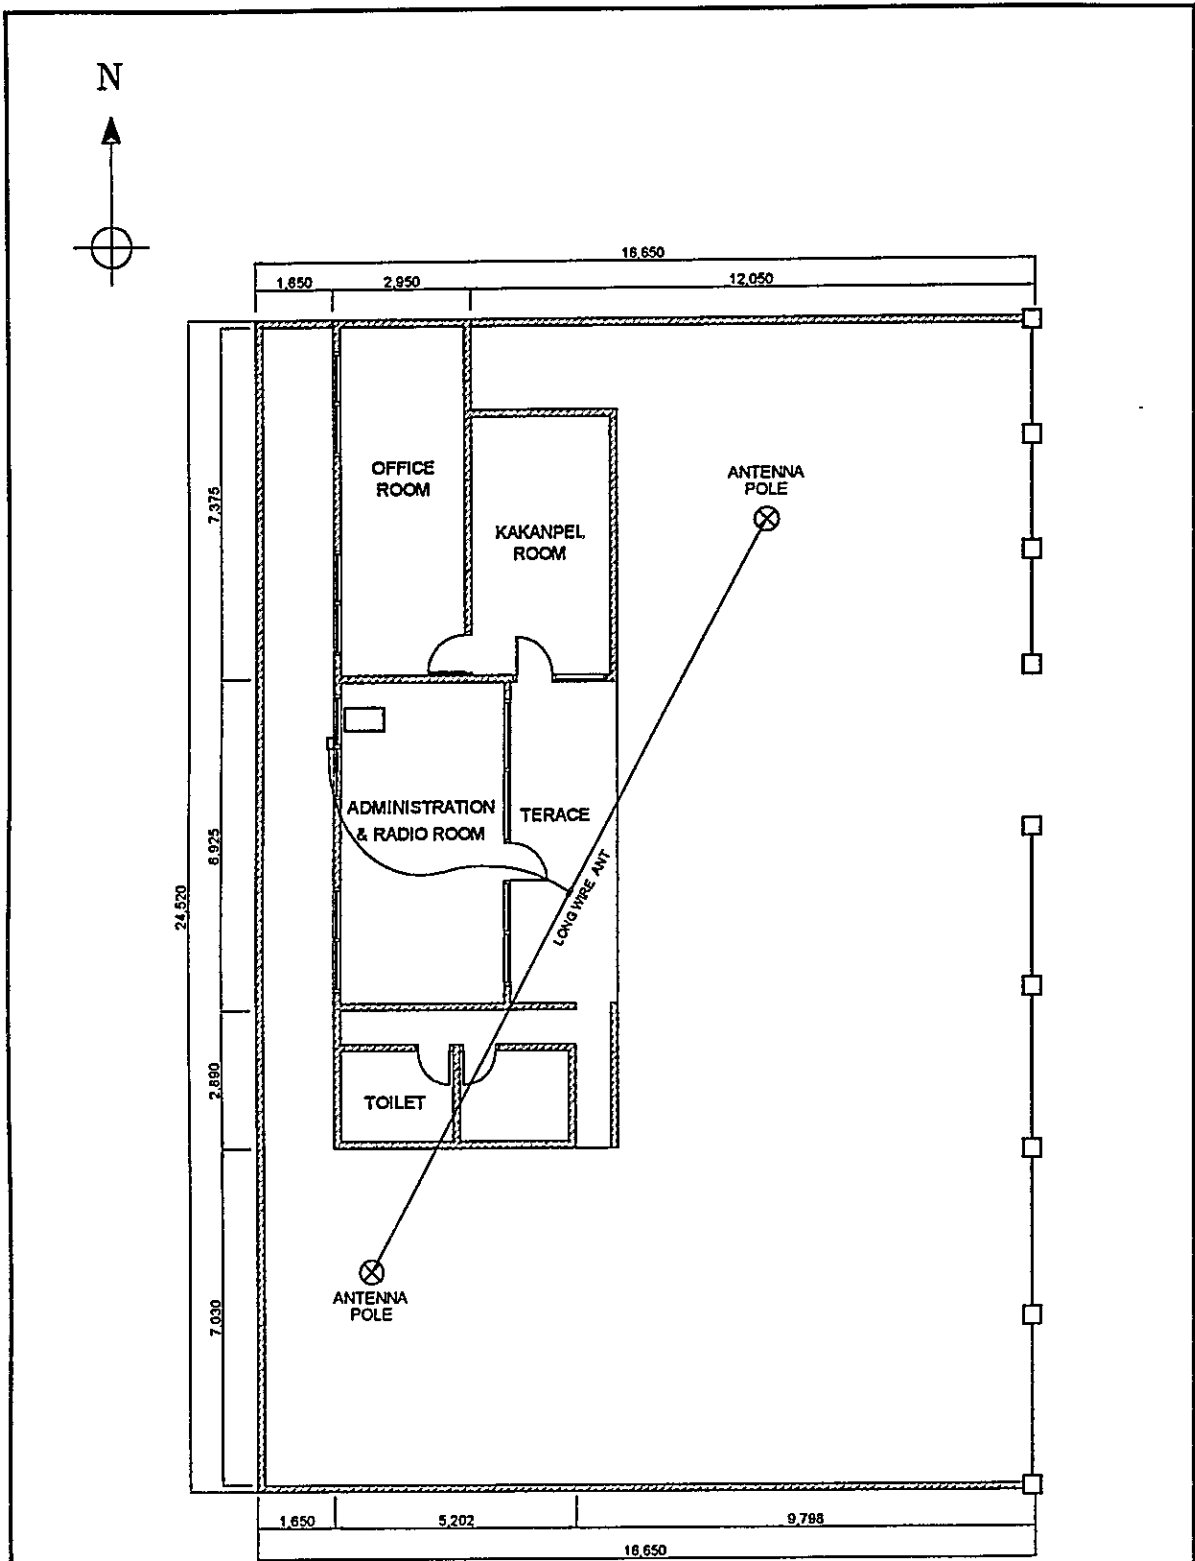 N
16,650
1,650
2,950
12,050
OFFICE
ROOM
ANTENNA
POLE
7,375
KAKANPEL
ROOM
ADMINISTRATION
& RADIO ROOM
TERACE
6,925
LONG WIRE ANT
24,520
2,890
TOILET
ANTENNA
POLE
7,030
1,650
5,202
9,798
16,650